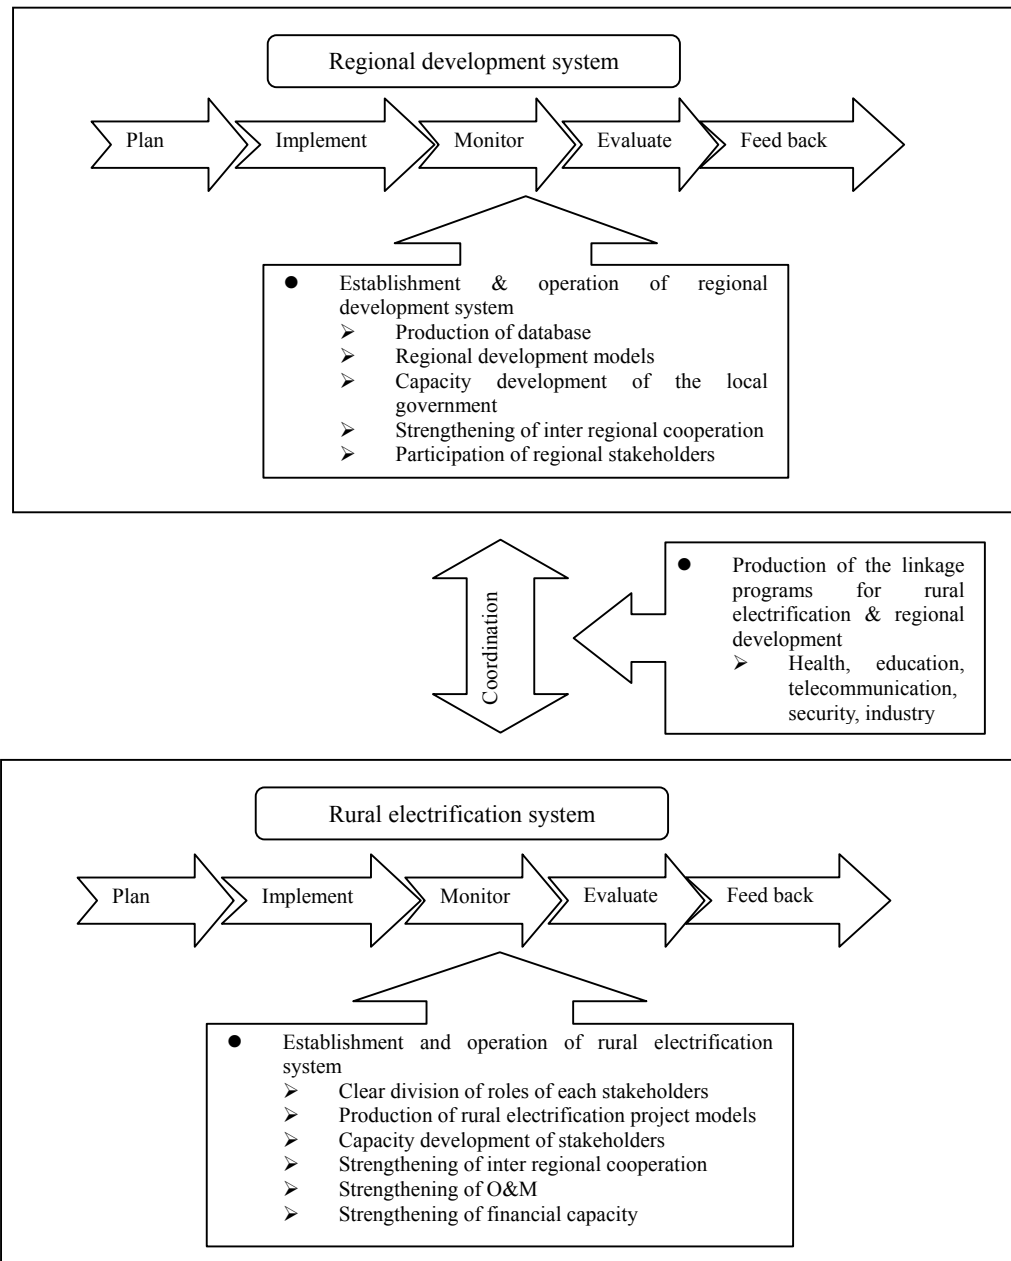 Regional development system
Plan
Implement
Monitor
Evaluate
Feed back
● Establishment & operation of regional
development system
➢ Production of database
➢ Regional development models
➢ Capacity development of the local
government
➢ Strengthening of inter regional cooperation
➢ Participation of regional stakeholders
Coordination
● Production of the linkage
programs for rural
electrification & regional
development
➢ Health, education,
telecommunication,
security, industry
Rural electrification system
Plan
Implement
Monitor
Evaluate
Feed back
● Establishment and operation of rural electrification
system
➢ Clear division of roles of each stakeholders
➢ Production of rural electrification project models
➢ Capacity development of stakeholders
➢ Strengthening of inter regional cooperation
➢ Strengthening of O&M
➢ Strengthening of financial capacity